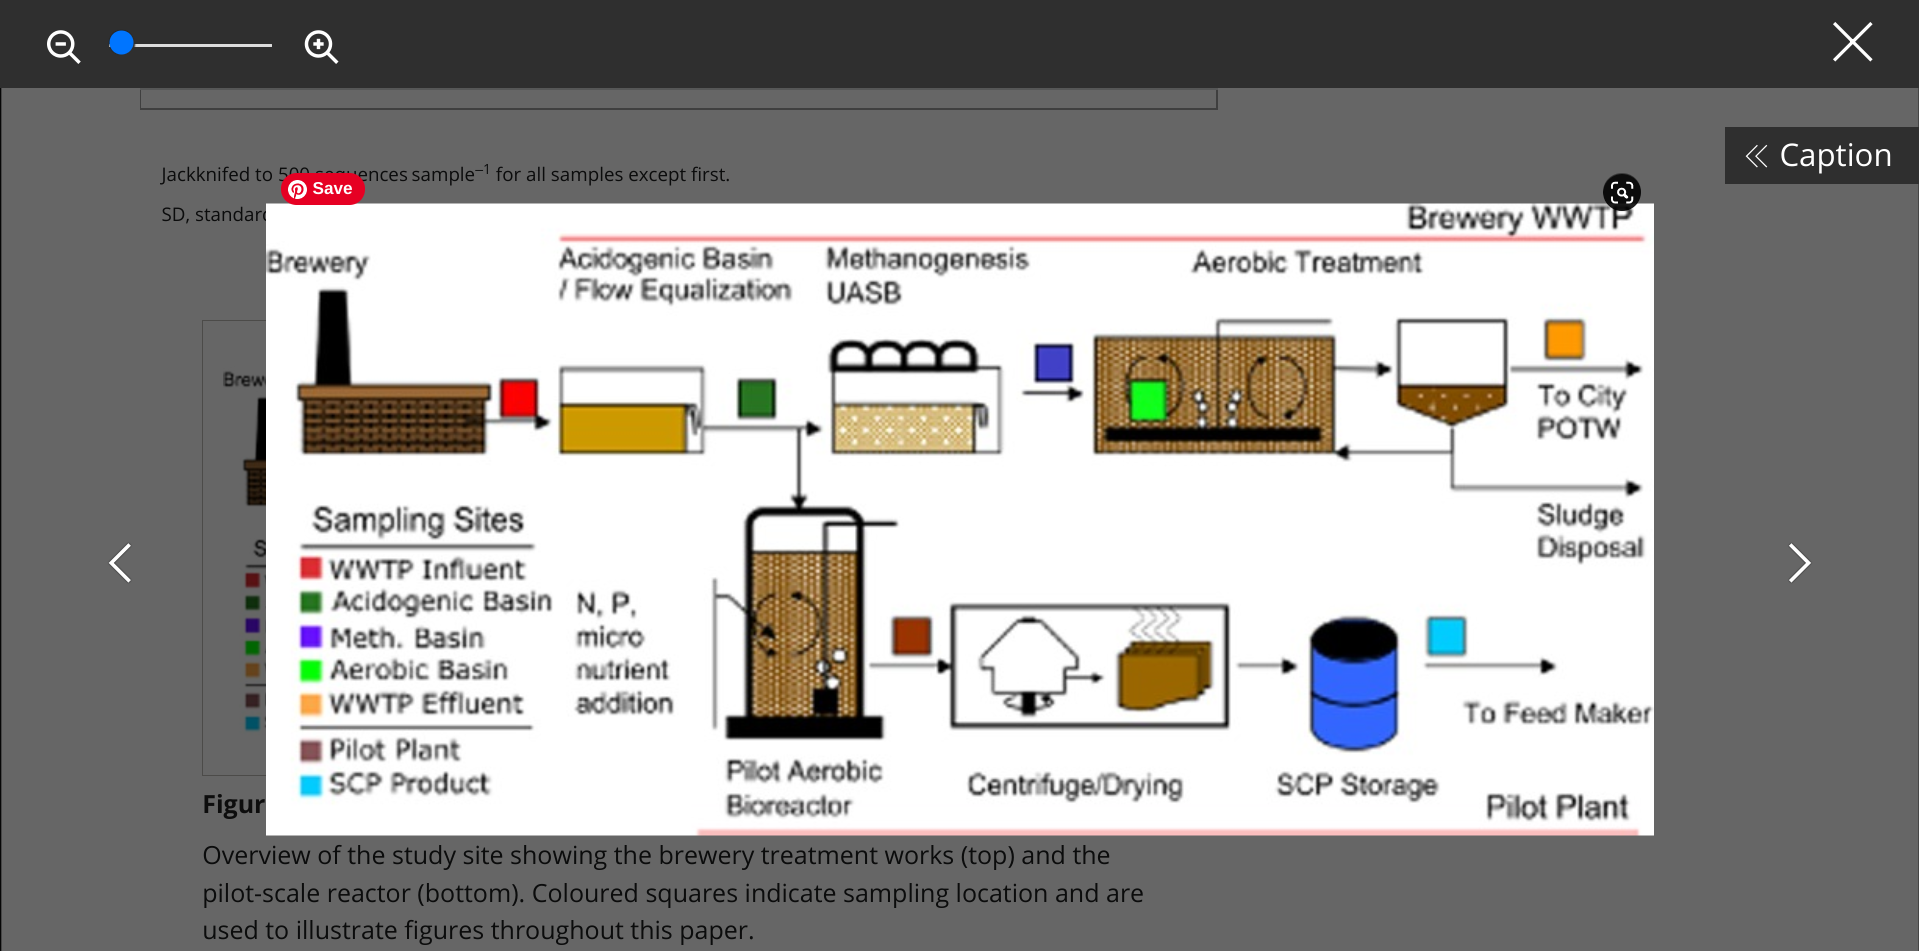 Caption
Jackknifed to 500 sequences sample–1 for all samples except first.
Save
SD,
Brewery WWTP
Brewery
Acidogenic Basin
/ Flow Equalization
Methanogenesis
UASB
Aerobic Treatment
To City
POTW
Sludge
Disposal
Sampling Sites
WWTP Influent
Acidogenic Basin
Meth. Basin
Aerobic Basin
WWTP Effluent
Pilot Plant
SCP Product
N, P,
micro
nutrient
addition
Pilot Aerobic
Bioreactor
Centrifuge/Drying
SCP Storage
To Feed Maker
Pilot Plant
Overview of the study site showing the brewery treatment works (top) and the
pilot-scale reactor (bottom). Coloured squares indicate sampling location and are
used to illustrate figures throughout this paper.